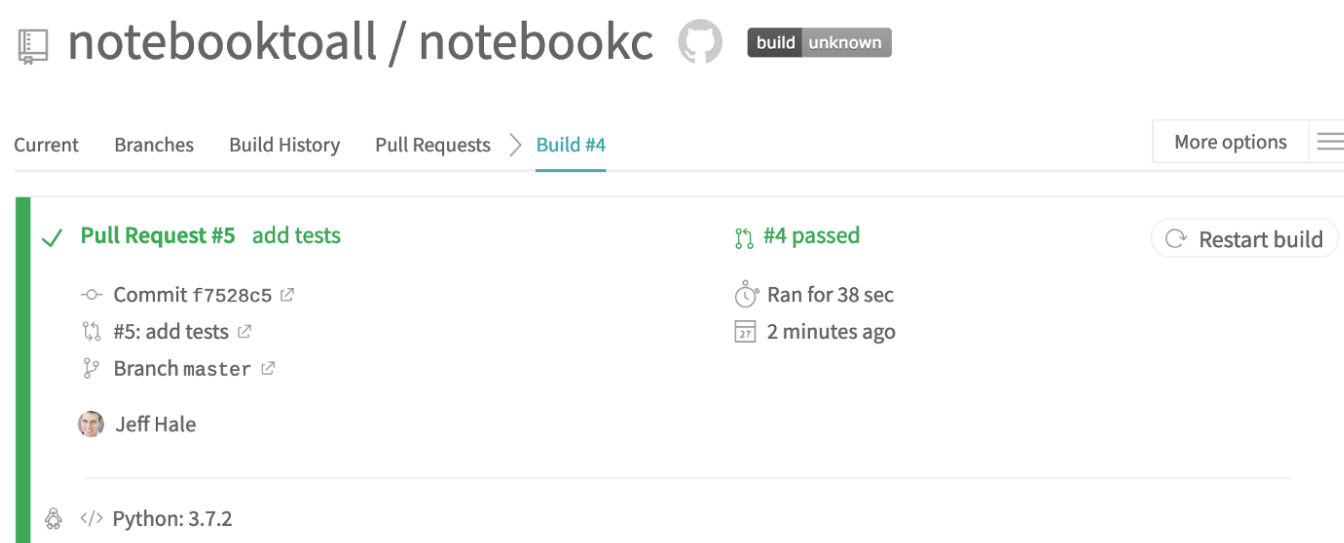 notebooktoall / notebookc build unknown
Current Branches Build History Pull Requests Build #4 More options
Pull Request #5 add tests #4 passed Restart build
Commit f7528c5 Ran for 38 sec
#5: add tests 27 2 minutes ago
Branch master
Jeff Hale
</> Python: 3.7.2